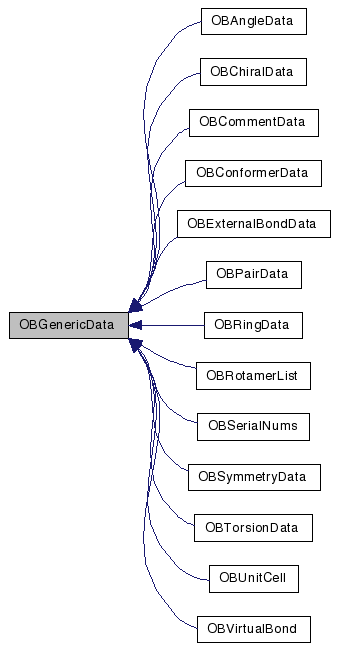 OBAngleData
OBChiralData
OBCommentData
OBConformerData
OBExternalBondData
OBPairData
OBGenericData
OBRingData
OBRotamerList
OBSerialNums
OBSymmetryData
OBTorsionData
OBUnitCell
OBVirtualBond